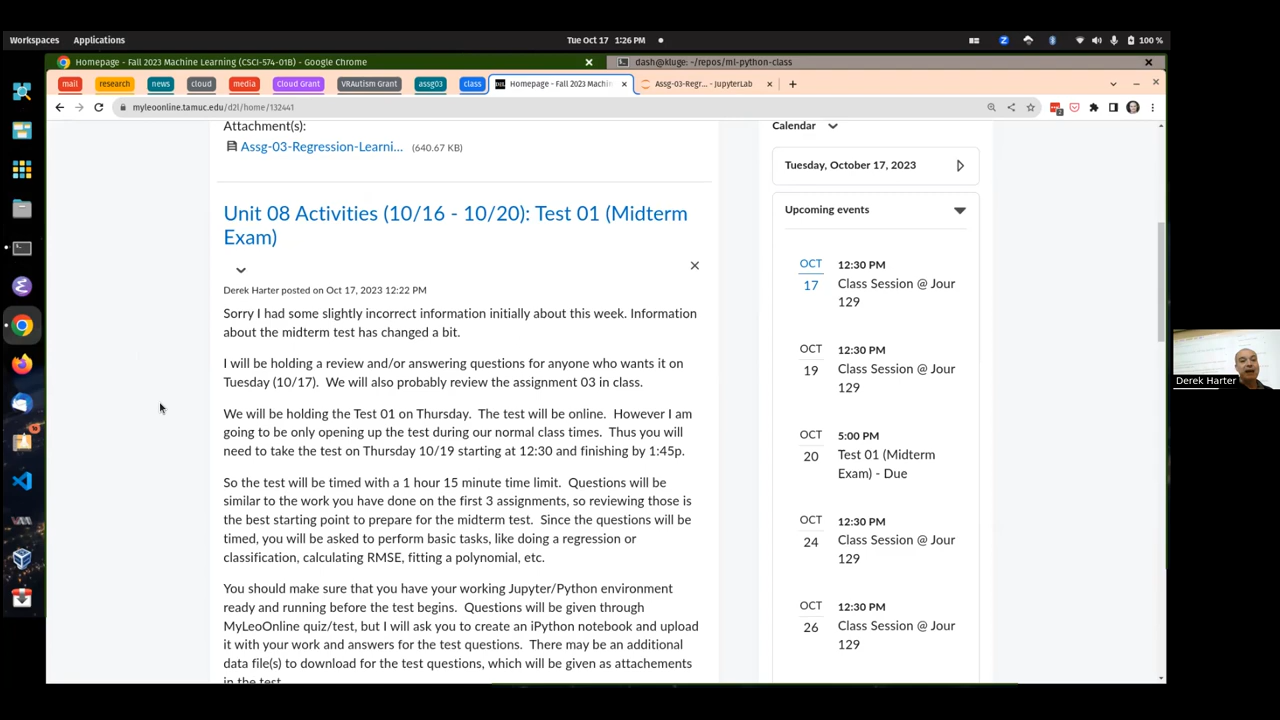 Workspaces Applications Tue Oct 17 1:26 PM 100 %
Homepage - Fall 2023 Machine Learning (CSCI-574-01B) - Google Chrome
dash@kluge: ~/repos/ml-python-class
mail research news cloud media Cloud Grant VRAutism Grant assg03 class Homepage - Fall 2023 Machin Assg-03-Regr... - JupyterLab
myleoonline.tamuc.edu/d2l/home/132441
Attachment(s):
Assg-03-Regression-Learni... (640.67 KB)
Unit 08 Activities (10/16 - 10/20): Test 01 (Midterm
Exam)
Derek Harter posted on Oct 17, 2023 12:22 PM
Sorry I had some slightly incorrect information initially about this week. Information
about the midterm test has changed a bit.
I will be holding a review and/or answering questions for anyone who wants it on
Tuesday (10/17). We will also probably review the assignment 03 in class.
We will be holding the Test 01 on Thursday. The test will be online. However I am
going to be only opening up the test during our normal class times. Thus you will
need to take the test on Thursday 10/19 starting at 12:30 and finishing by 1:45p.
So the test will be timed with a 1 hour 15 minute time limit. Questions will be
similar to the work you have done on the first 3 assignments, so reviewing those is
the best starting point to prepare for the midterm test. Since the questions will be
timed, you will be asked to perform basic tasks, like doing a regression or
classification, calculating RMSE, fitting a polynomial, etc.
You should make sure that you have your working Jupyter/Python environment
ready and running before the test begins. Questions will be given through
MyLeoOnline quiz/test, but I will ask you to create an iPython notebook and upload
it with your work and answers for the test questions. There may be an additional
data file(s) to download for the test questions, which will be given as attachements
in the test.
Calendar
Tuesday, October 17, 2023
Upcoming events
OCT
17
12:30 PM
Class Session @ Jour
129
OCT
19
12:30 PM
Class Session @ Jour
129
OCT
20
5:00 PM
Test 01 (Midterm
Exam) - Due
OCT
24
12:30 PM
Class Session @ Jour
129
OCT
26
12:30 PM
Class Session @ Jour
129
Derek Harter